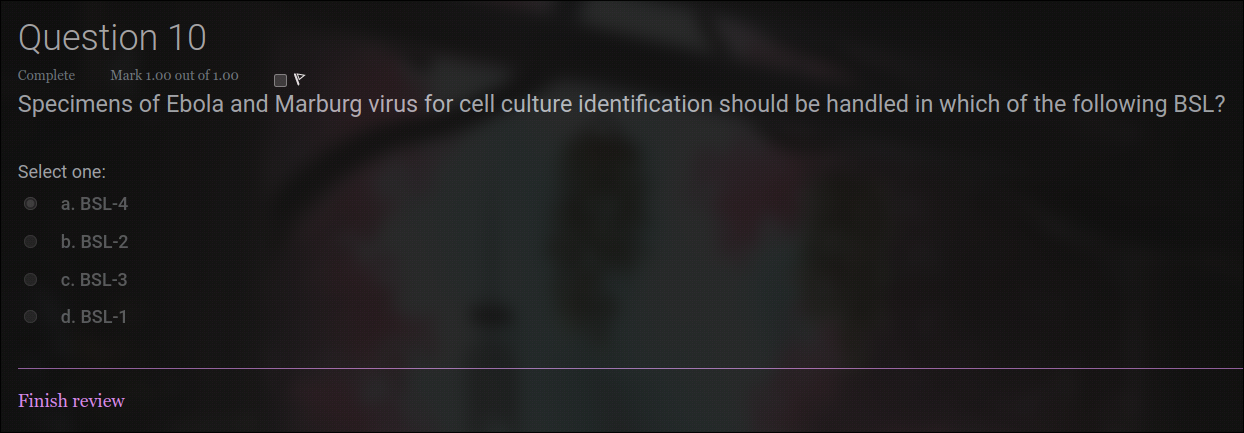 Question 10
Complete Mark 1.00 out of 1.00
Specimens of Ebola and Marburg virus for cell culture identification should be handled in which of the following BSL?
Select one:
a. BSL-4
b. BSL-2
c. BSL-3
d. BSL-1
Finish review